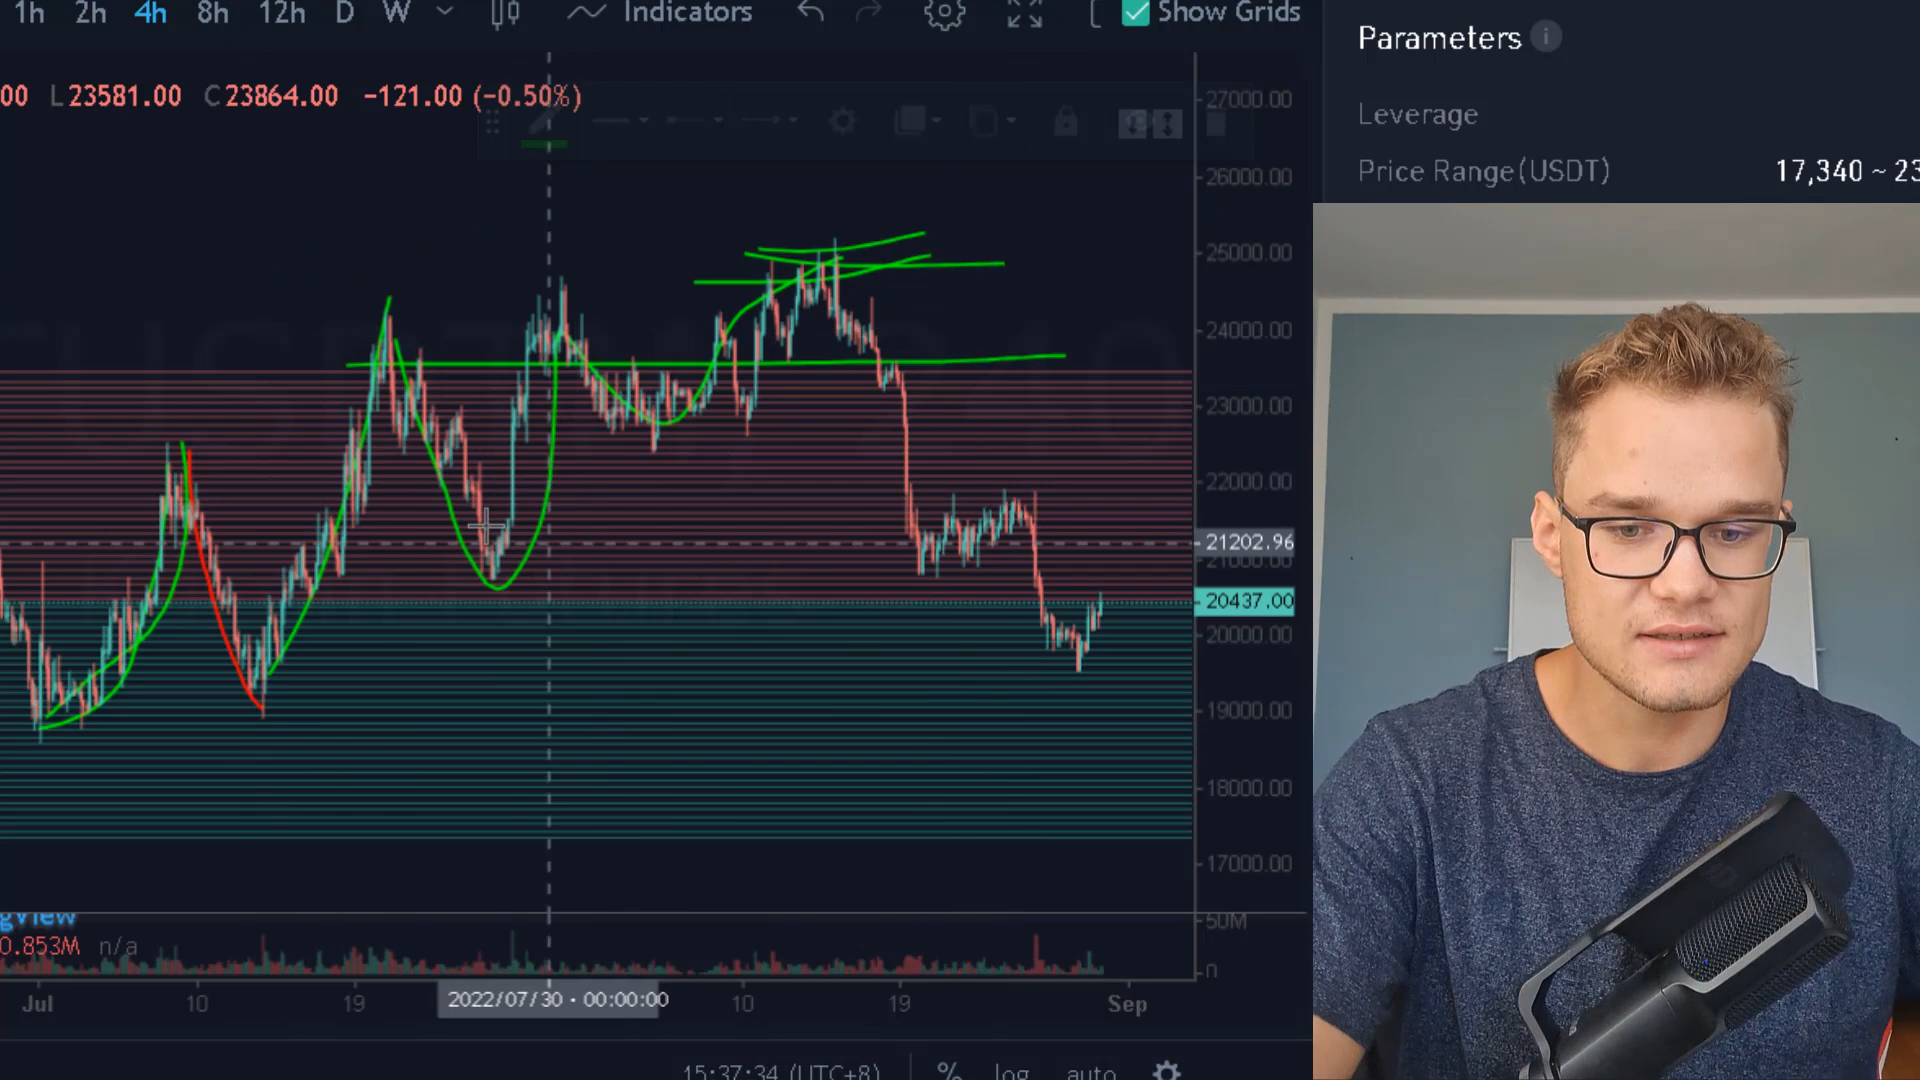 1h 2h 4h 8h 12h D W Indicators Show Grids
00 L23581.00 C23864.00 -121.00 (-0.50%)
Parameters
Leverage
Price Range(USDT) 17,340 ~ 23
27000.00
26000.00
25000.00
24000.00
23000.00
22000.00
21202.96
21000.00
20437.00
20000.00
19000.00
18000.00
17000.00
gView
0.853M n/a
50M
0
Jul 10 19 2022/07/30 · 00:00:00 10 19 Sep
15:37:34 (UTC+8) % log auto